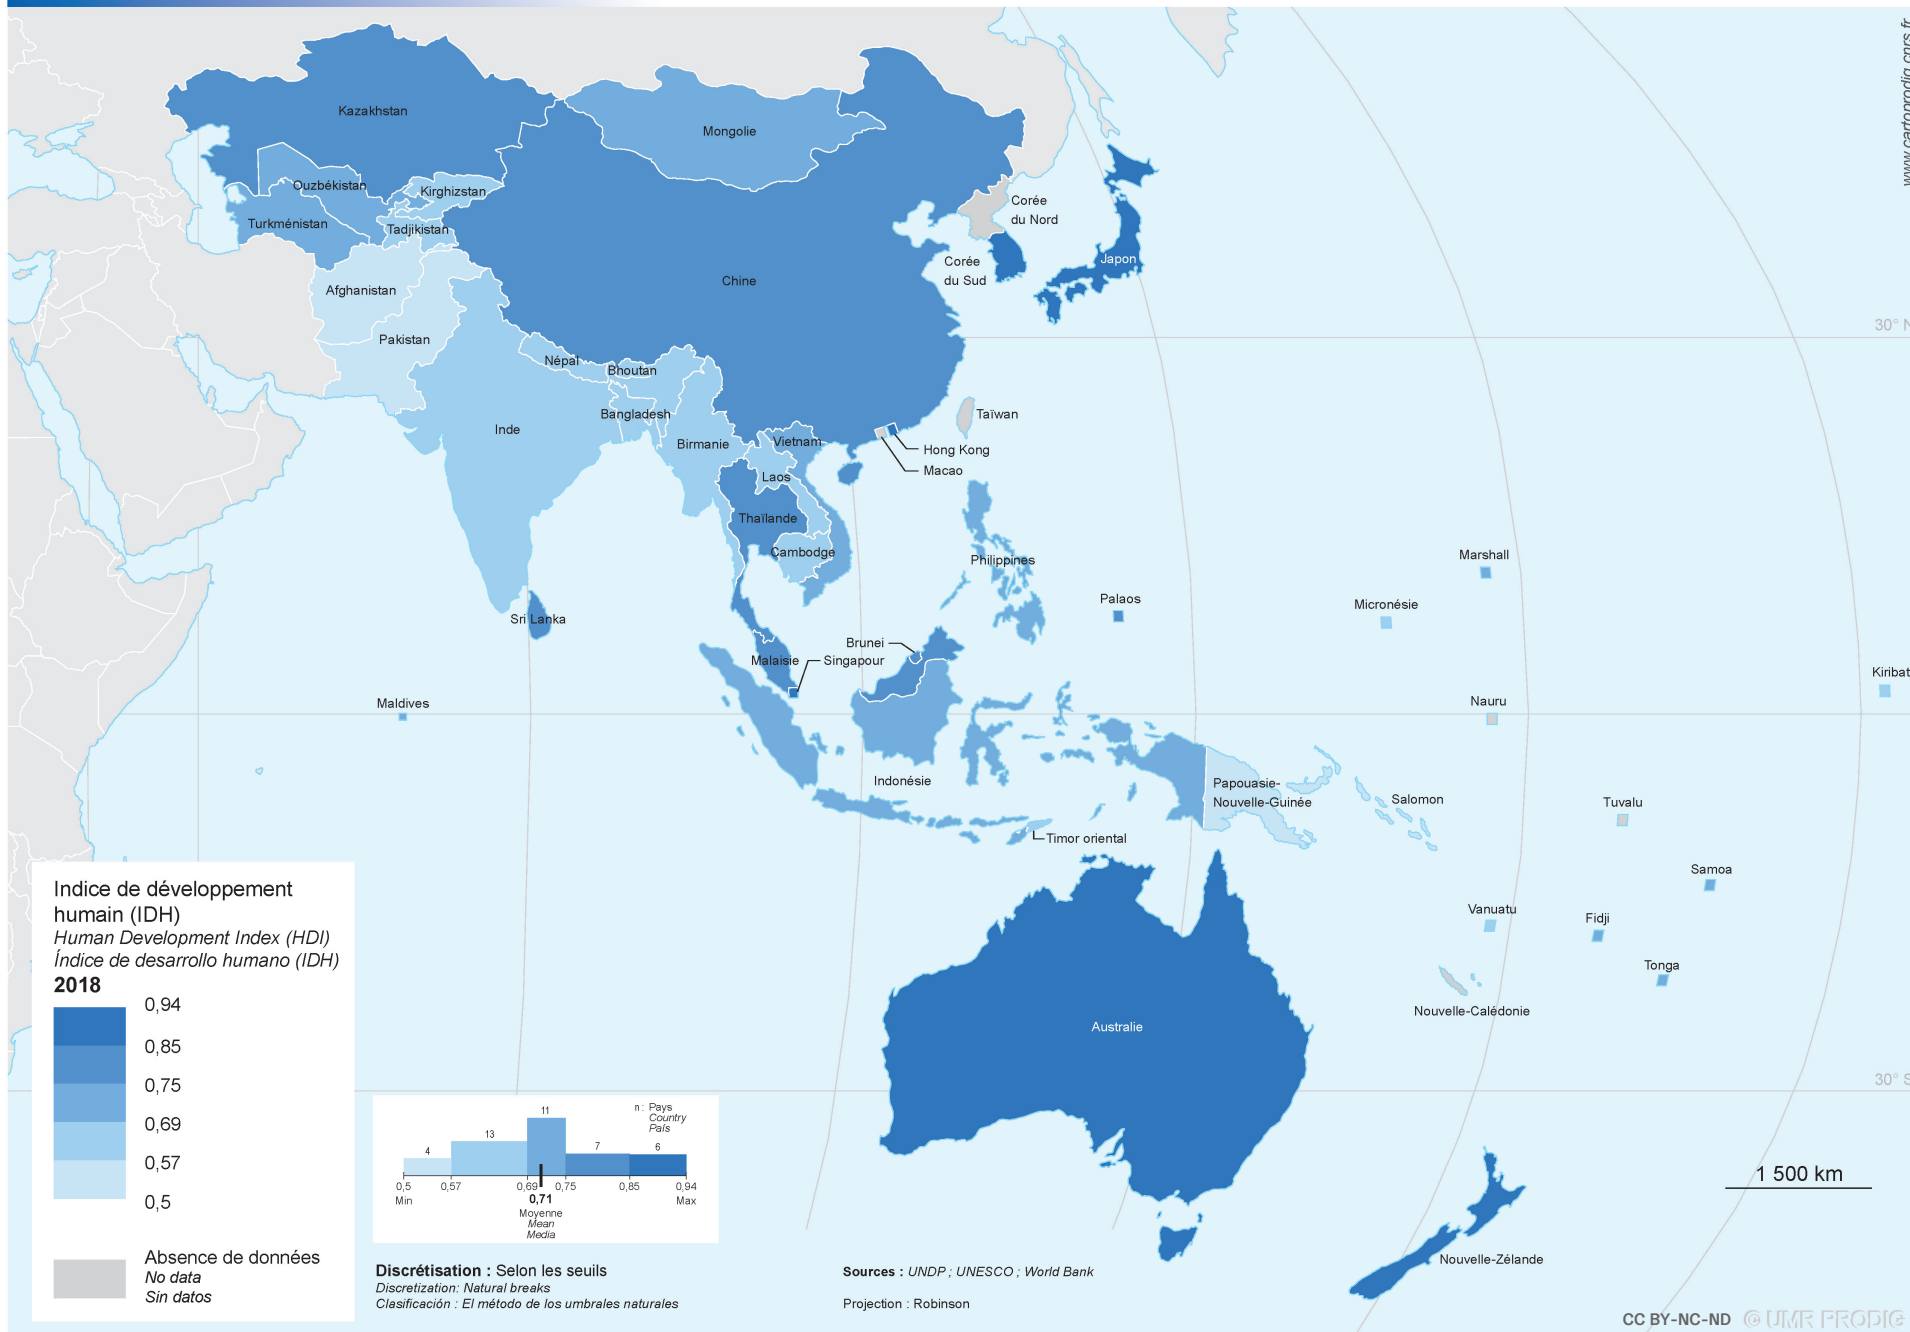 www.cartoprodig.cnrs.fr
Kazakhstan
Mongolie
Ouzbékistan
Kirghizstan
Turkménistan
Tadjikistan
Corée
du Nord
Corée
du Sud
Japon
Afghanistan
Chine
Pakistan
30° N
Népal
Bhoutan
Bangladesh
Taïwan
Inde
Birmanie
Vietnam
Hong Kong
Macao
Laos
Thaïlande
Cambodge
Philippines
Marshall
Palaos
Micronésie
Sri Lanka
Brunei
Malaisie
Singapour
Kiribat
Maldives
Nauru
Indonésie
Papouasie-
Nouvelle-Guinée
Salomon
Tuvalu
Timor oriental
Samoa
Vanuatu
Fidji
Tonga
Nouvelle-Calédonie
Australie
30° S
Nouvelle-Zélande
1 500 km
Indice de développement
humain (IDH)
Human Development Index (HDI)
Índice de desarrollo humano (IDH)
2018
0,94
0,85
0,75
0,69
0,57
0,5
Absence de données
No data
Sin datos
n : Pays
Country
País
4
13
11
7
6
0,5
0,57
0,69
0,75
0,85
0,94
Min
0,71
Max
Moyenne
Mean
Media
Discrétisation : Selon les seuils
Discretization: Natural breaks
Clasificación : El método de los umbrales naturales
Sources : UNDP ; UNESCO ; World Bank
Projection : Robinson
CC BY-NC-ND © UMR PRODIG